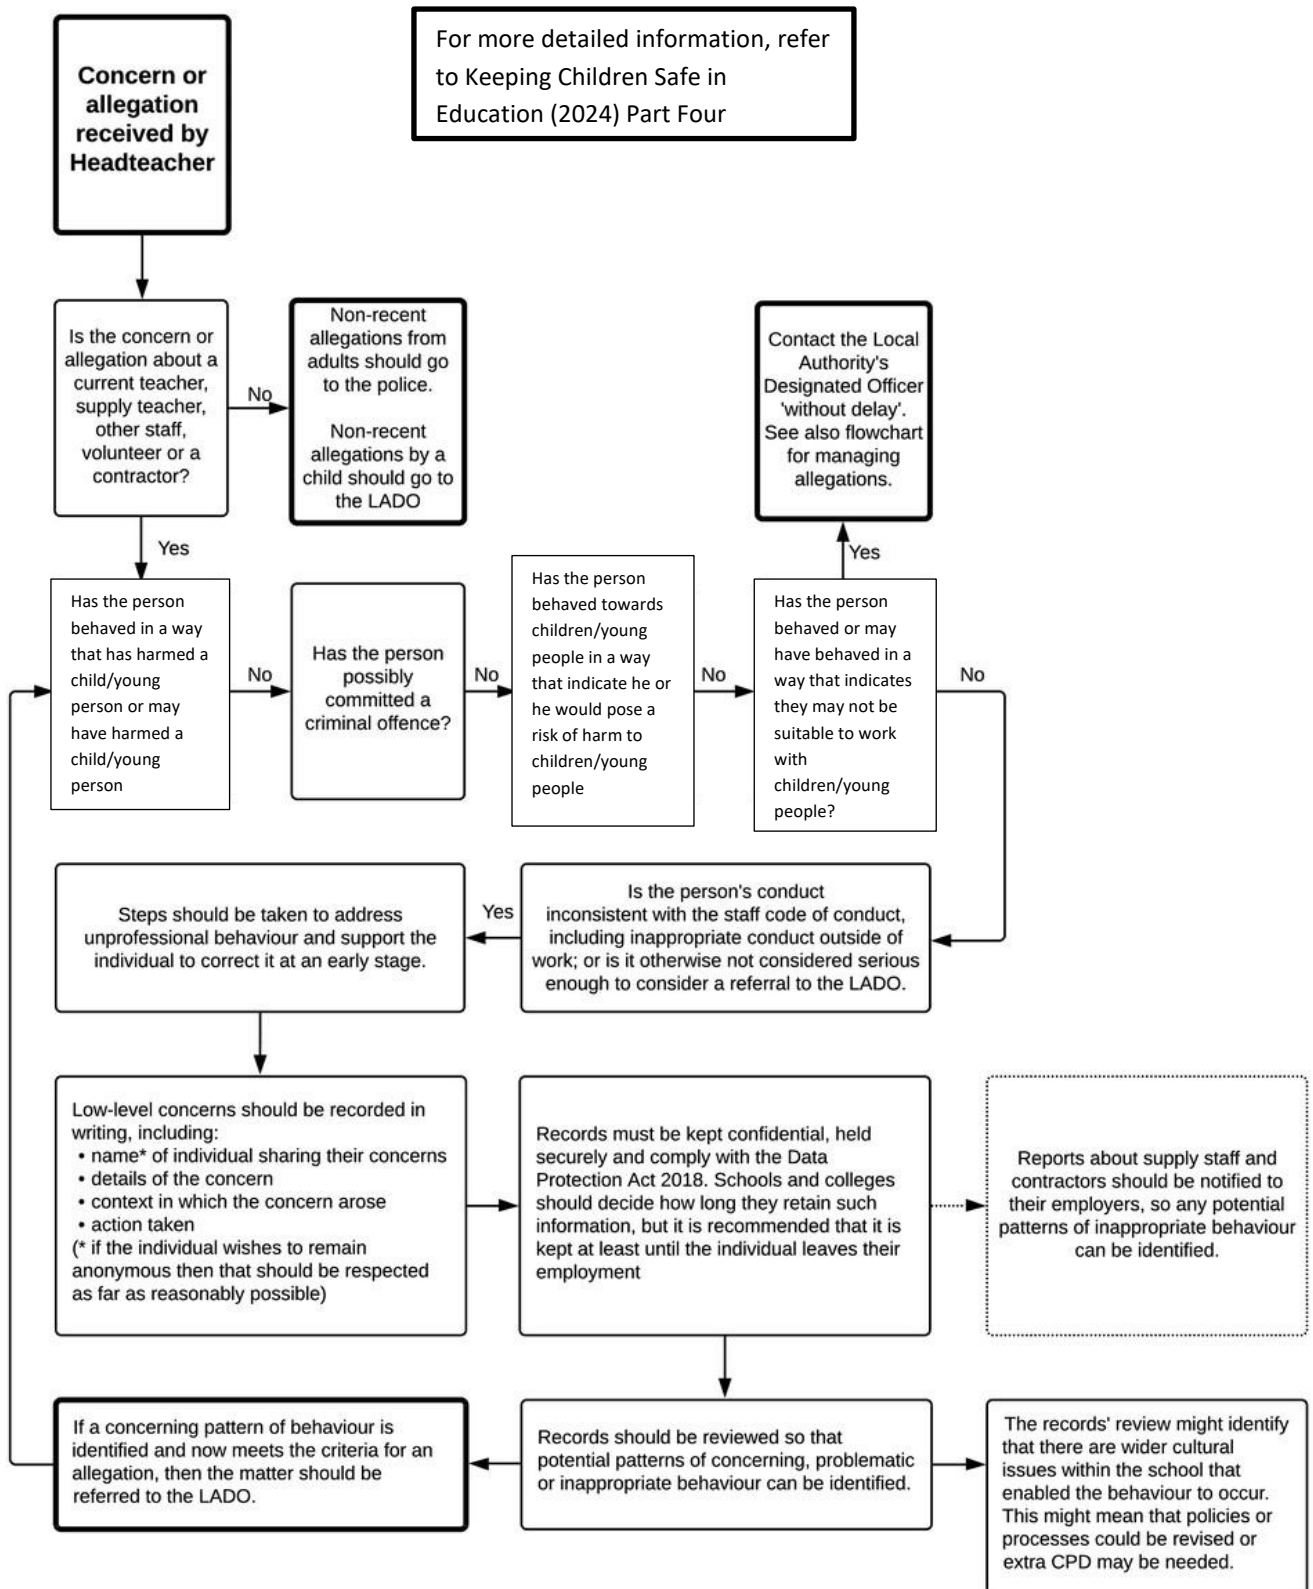 Concern or
allegation
received by
Headteacher
For more detailed information, refer
to Keeping Children Safe in
Education (2024) Part Four
Is the concern or
allegation about a
current teacher,
supply teacher,
other staff,
volunteer or a
contractor?
No
Non-recent
allegations from
adults should go
to the police.
Non-recent
allegations by a
child should go to
the LADO
Contact the Local
Authority's
Designated Officer
'without delay'.
See also flowchart
for managing
allegations.
Yes
Yes
Has the person
behaved in a way
that has harmed a
child/young
person or may
have harmed a
child/young
person
No
Has the person
possibly
committed a
criminal offence?
No
Has the person
behaved towards
children/young
people in a way
that indicate he or
he would pose a
risk of harm to
children/young
people
No
Has the person
behaved or may
have behaved in a
way that indicates
they may not be
suitable to work
with
children/young
people?
No
Is the person's conduct
inconsistent with the staff code of conduct,
including inappropriate conduct outside of
work; or is it otherwise not considered serious
enough to consider a referral to the LADO.
Yes
Steps should be taken to address
unprofessional behaviour and support the
individual to correct it at an early stage.
Low-level concerns should be recorded in
writing, including:
• name* of individual sharing their concerns
• details of the concern
• context in which the concern arose
• action taken
(* if the individual wishes to remain
anonymous then that should be respected
as far as reasonably possible)
Records must be kept confidential, held
securely and comply with the Data
Protection Act 2018. Schools and colleges
should decide how long they retain such
information, but it is recommended that it is
kept at least until the individual leaves their
employment
Reports about supply staff and
contractors should be notified to
their employers, so any potential
patterns of inappropriate behaviour
can be identified.
If a concerning pattern of behaviour is
identified and now meets the criteria for an
allegation, then the matter should be
referred to the LADO.
Records should be reviewed so that
potential patterns of concerning, problematic
or inappropriate behaviour can be identified.
The records' review might identify
that there are wider cultural
issues within the school that
enabled the behaviour to occur.
This might mean that policies or
processes could be revised or
extra CPD may be needed.